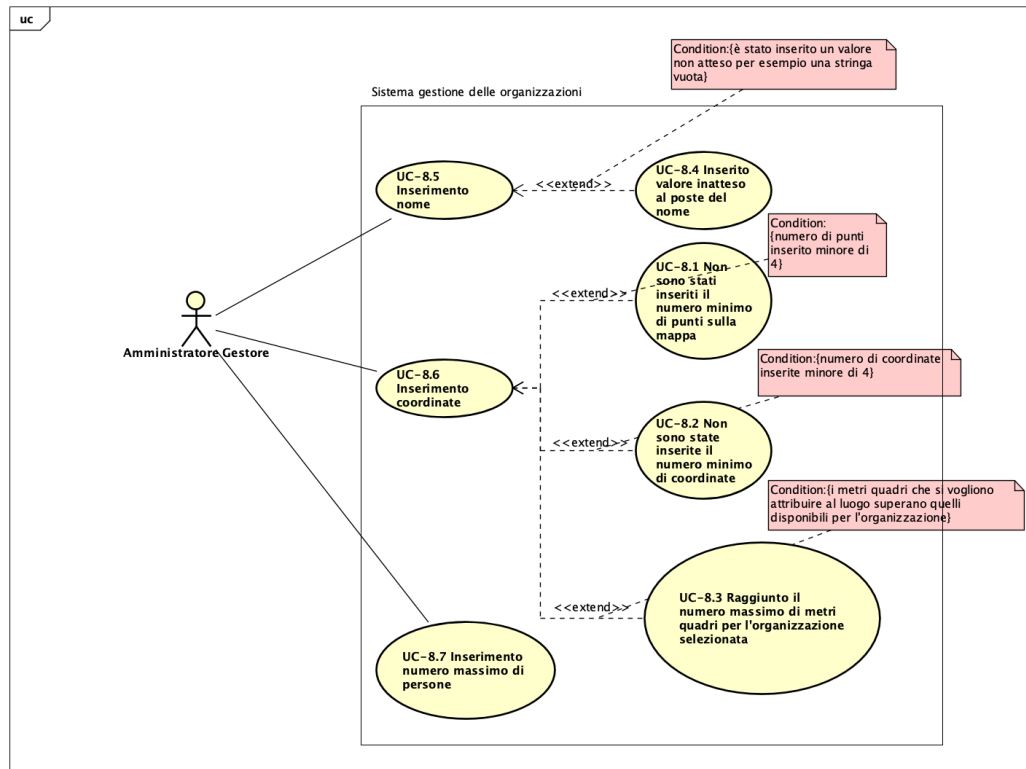 uc
Condition:{è stato inserito un valore
non atteso per esempio una stringa
vuota}
Sistema gestione delle organizzazioni
UC-8.5
Inserimento
nome
<<extend>>
UC-8.4 Inserito
valore inatteso
al poste del
nome
Condition:
{numero di punti
inserito minore di
4}
<<extend>>
UC-8.1 Non
sono stati
inseriti il
numero minimo
di punti sulla
mappa
Amministratore Gestore
UC-8.6
Inserimento
coordinate
Condition:{numero di coordinate
inserite minore di 4}
<<extend>>
UC-8.2 Non
sono state
inserite il
numero minimo
di coordinate
Condition:{i metri quadri che si vogliono
attribuire al luogo superano quelli
disponibili per l'organizzazione}
<<extend>>
UC-8.3 Raggiunto il
numero massimo di metri
quadri per l'organizzazione
selezionata
UC-8.7 Inserimento
numero massimo di
persone